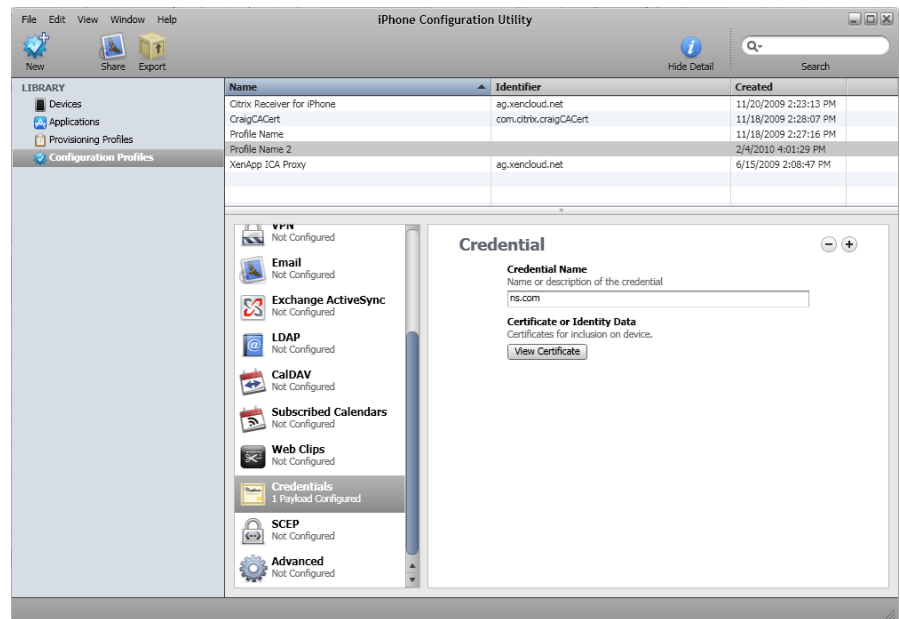 File Edit View Window Help
iPhone Configuration Utility
New
Share
Export
Hide Detail
Search
LIBRARY
Devices
Applications
Provisioning Profiles
Configuration Profiles
Name Identifier Created
Citrix Receiver for iPhone ag.xencloud.net 11/20/2009 2:23:13 PM
CraigCACert com.citrix.craigCACert 11/18/2009 2:28:07 PM
Profile Name 11/18/2009 2:27:16 PM
Profile Name 2 2/4/2010 4:01:29 PM
XenApp ICA Proxy ag.xencloud.net 6/15/2009 2:08:47 PM
VPN
Not Configured
Email
Not Configured
Exchange ActiveSync
Not Configured
LDAP
Not Configured
CalDAV
Not Configured
Subscribed Calendars
Not Configured
Web Clips
Not Configured
Credentials
1 Payload Configured
SCEP
Not Configured
Advanced
Not Configured
Credential
Credential Name
Name or description of the credential
ns.com
Certificate or Identity Data
Certificates for inclusion on device.
View Certificate